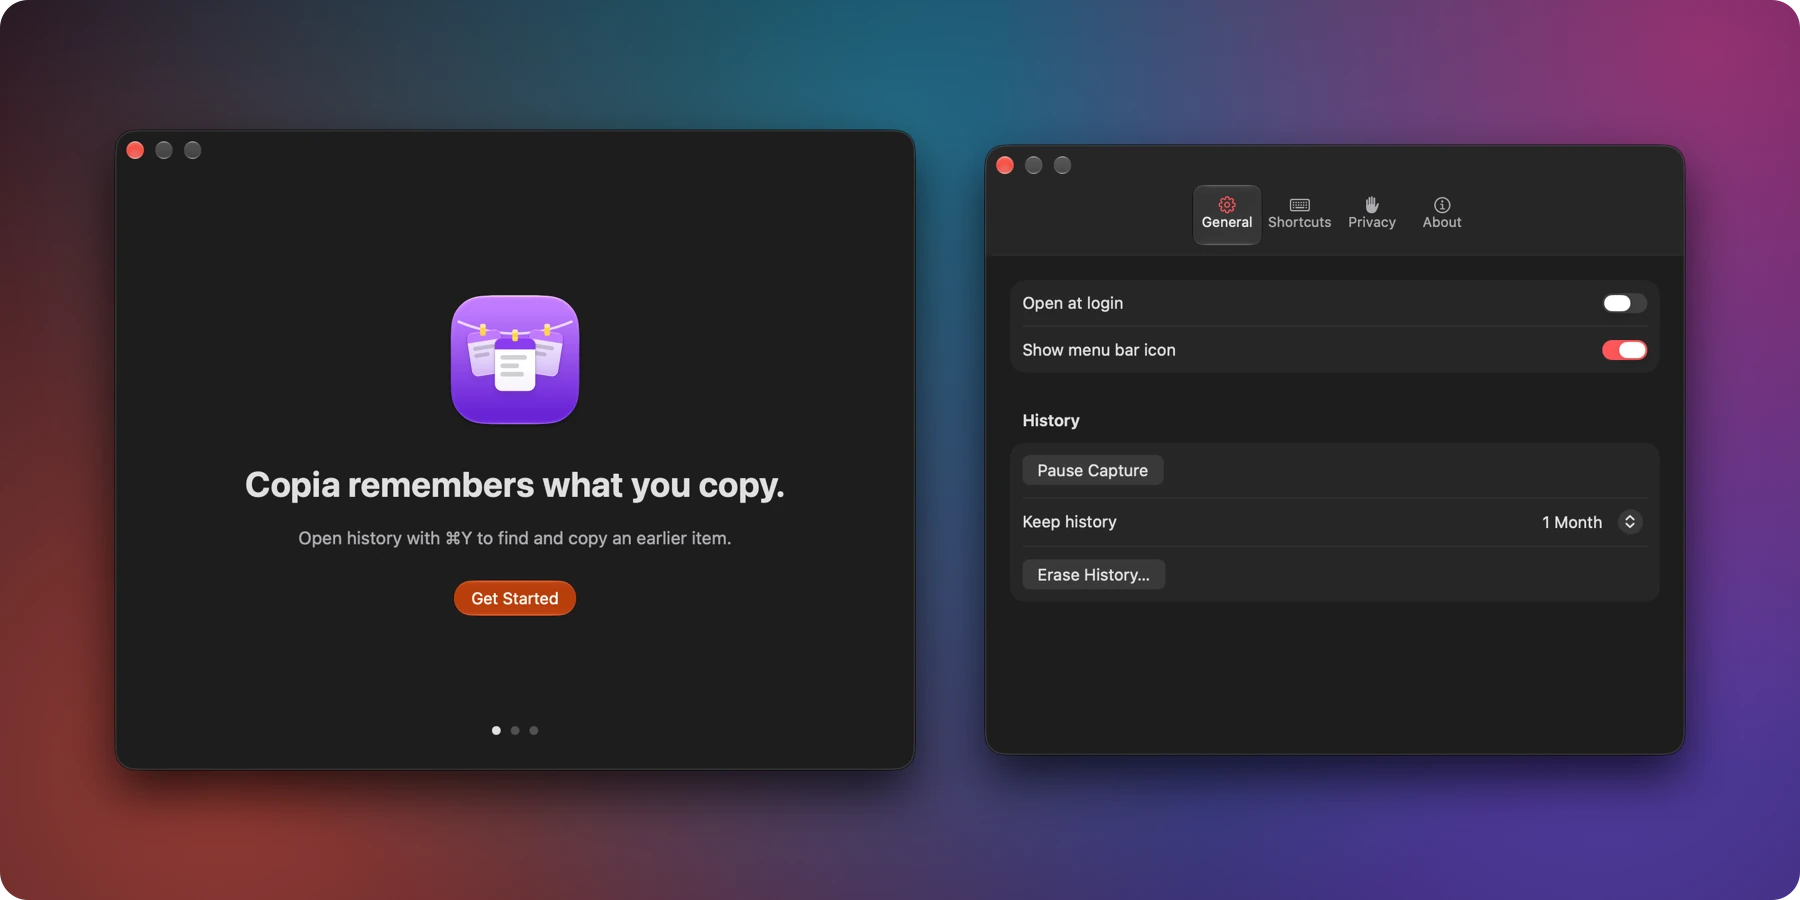 Copia remembers what you copy.
Open history with ⌘Y to find and copy an earlier item.
Get Started
General Shortcuts Privacy About
Open at login
Show menu bar icon
History
Pause Capture
Keep history 1 Month
Erase History...